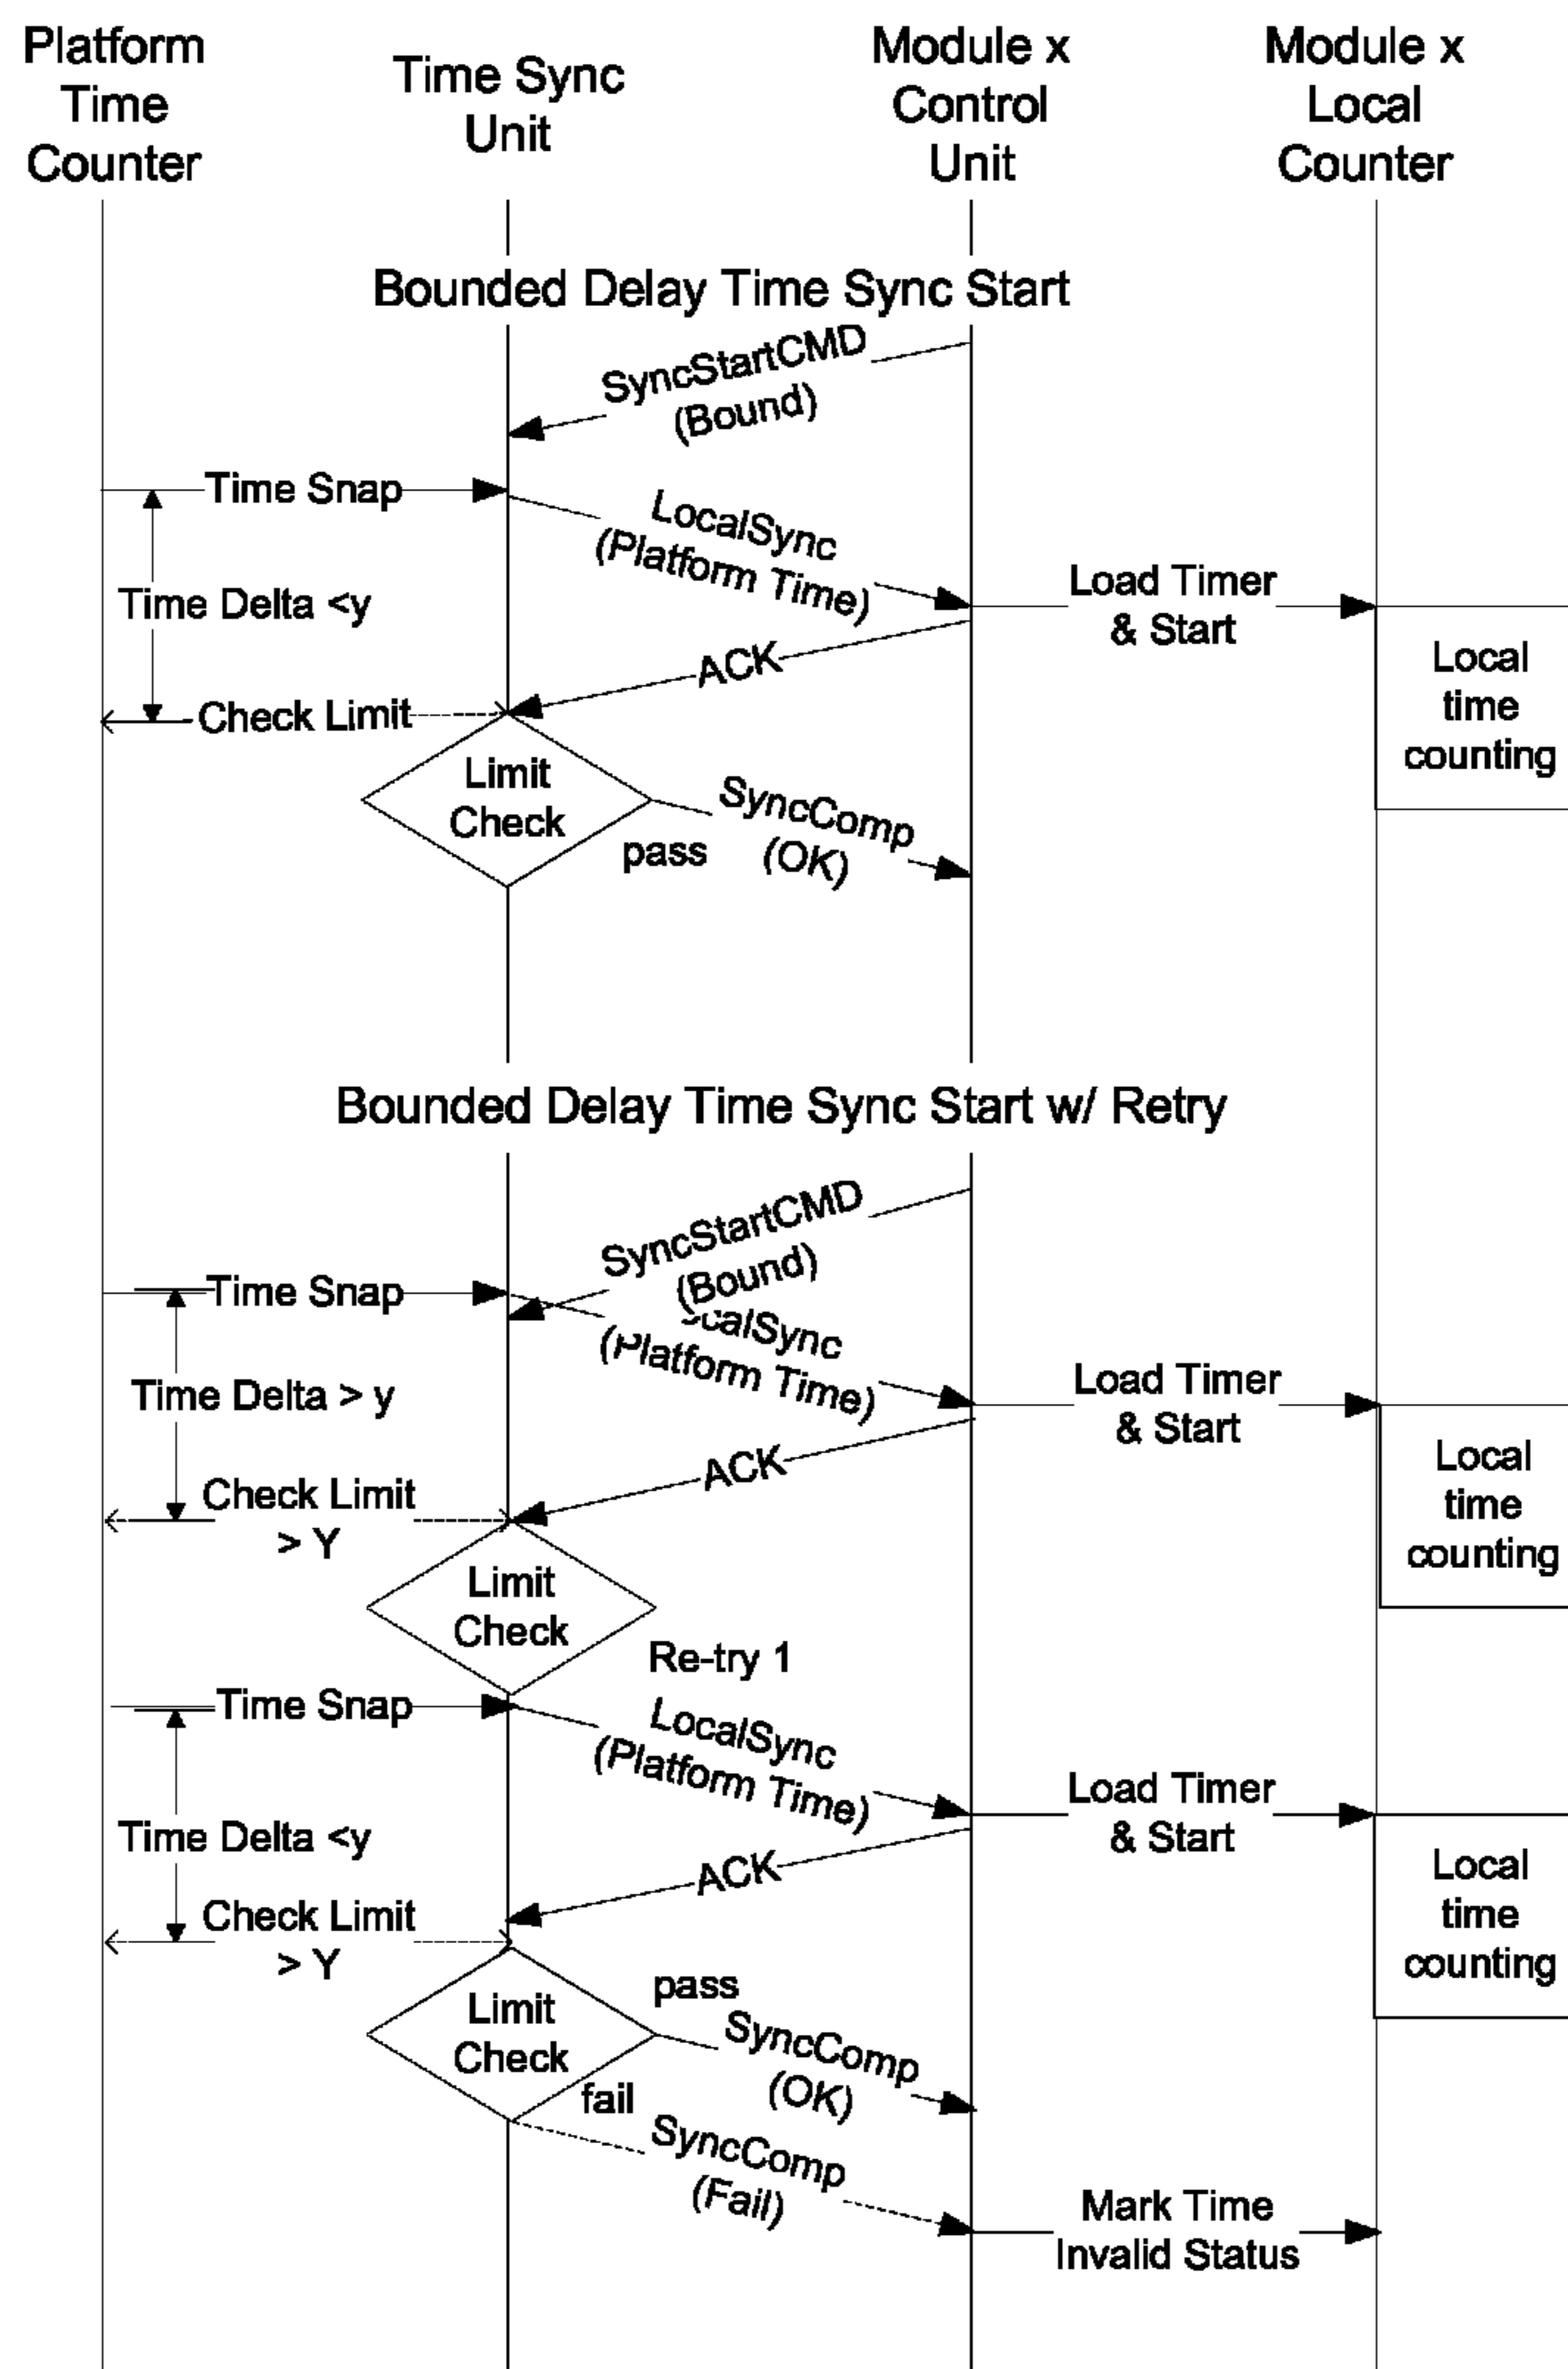 Platform
Time
Counter
Time Sync
Unit
Module x
Control
Unit
Module x
Local
Counter
Bounded Delay Time Sync Start
SyncStartCMD
(Bound)
Time Snap
LocalSync
(Platform Time)
Time Delta <y
Load Timer
& Start
Local
time
counting
ACK
Check Limit
Limit
Check
pass
SyncComp
(OK)
Bounded Delay Time Sync Start w/ Retry
SyncStartCMD
(Bound)
Time Snap
calSync
(Platform Time)
Time Delta > y
Load Timer
& Start
Local
time
counting
ACK
Check Limit
> Y
Limit
Check
Re-try 1
Time Snap
LocalSync
(Platform Time)
Time Delta <y
Load Timer
& Start
Local
time
counting
ACK
Check Limit
> Y
Limit
Check
pass
SyncComp
(OK)
fail
SyncComp
(Fail)
Mark Time
Invalid Status